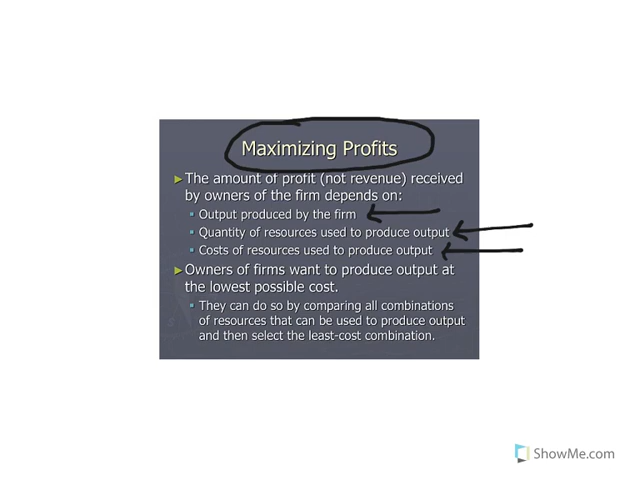 Maximizing Profits
►The amount of profit (not revenue) received
by owners of the firm depends on:
▪ Output produced by the firm
▪ Quantity of resources used to produce output
▪ Costs of resources used to produce output
►Owners of firms want to produce output at
the lowest possible cost.
▪ They can do so by comparing all combinations
of resources that can be used to produce output
and then select the least-cost combination.
ShowMe.com